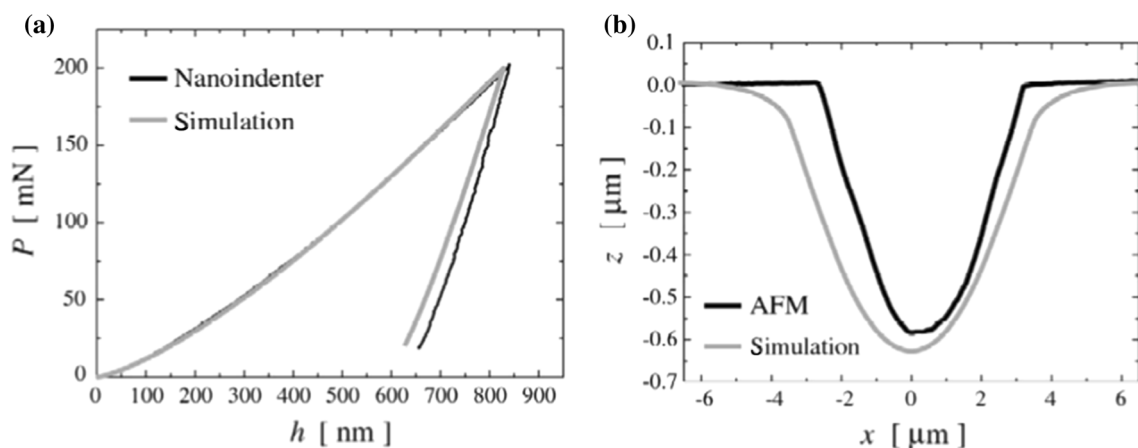 (a)
200
150
100
50
0
P [ mN ]
Nanoindenter
Simulation
0 100 200 300 400 500 600 700 800 900
h [ nm ]
(b)
0.1
0.0
-0.1
-0.2
-0.3
-0.4
-0.5
-0.6
-0.7
z [ μm ]
AFM
Simulation
-6 -4 -2 0 2 4 6
x [ μm ]